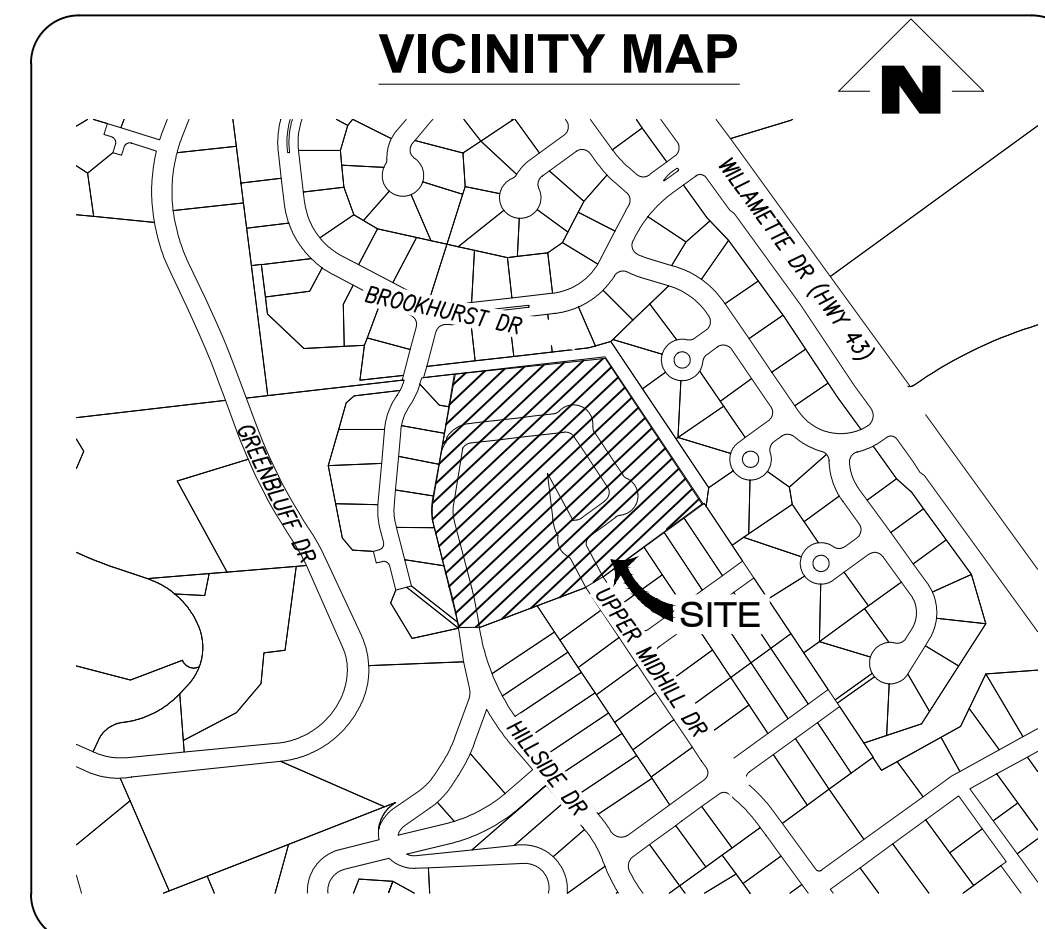 VICINITY MAP
N
WILLAMETTE DR (HWY 43)
BROOKHURST DR
GREENBLUFF DR
SITE
UPPER MIDHILL DR
HILLSIDE DR